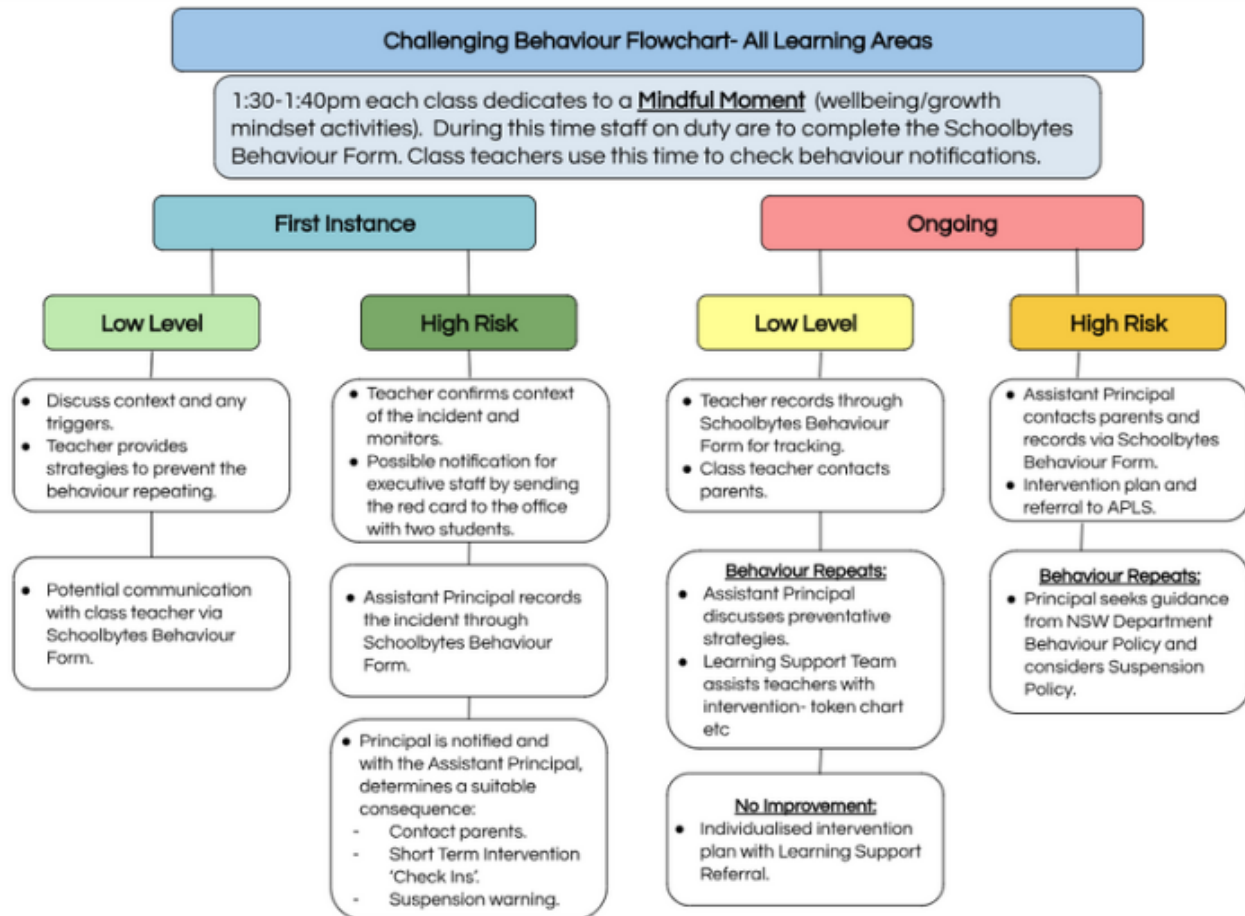 Challenging Behaviour Flowchart- All Learning Areas
1:30-1:40pm each class dedicates to a Mindful Moment (wellbeing/growth
mindset activities). During this time staff on duty are to complete the Schoolbytes
Behaviour Form. Class teachers use this time to check behaviour notifications.
First Instance
Low Level
● Discuss context and any
triggers.
● Teacher provides
strategies to prevent the
behaviour repeating.
● Potential communication
with class teacher via
Schoolbytes Behaviour
Form.
High Risk
● Teacher confirms context
of the incident and
monitors.
● Possible notification for
executive staff by sending
the red card to the office
with two students.
● Assistant Principal records
the incident through
Schoolbytes Behaviour
Form.
● Principal is notified and
with the Assistant Principal,
determines a suitable
consequence:
- Contact parents.
- Short Term Intervention
'Check Ins'.
- Suspension warning.
Ongoing
Low Level
● Teacher records through
Schoolbytes Behaviour
Form for tracking.
● Class teacher contacts
parents.
Behaviour Repeats:
● Assistant Principal
discusses preventative
strategies.
● Learning Support Team
assists teachers with
intervention- token chart
etc
No Improvement:
● Individualised intervention
plan with Learning Support
Referral.
High Risk
● Assistant Principal
contacts parents and
records via Schoolbytes
Behaviour Form.
● Intervention plan and
referral to APLS.
Behaviour Repeats:
● Principal seeks guidance
from NSW Department
Behaviour Policy and
considers Suspension
Policy.